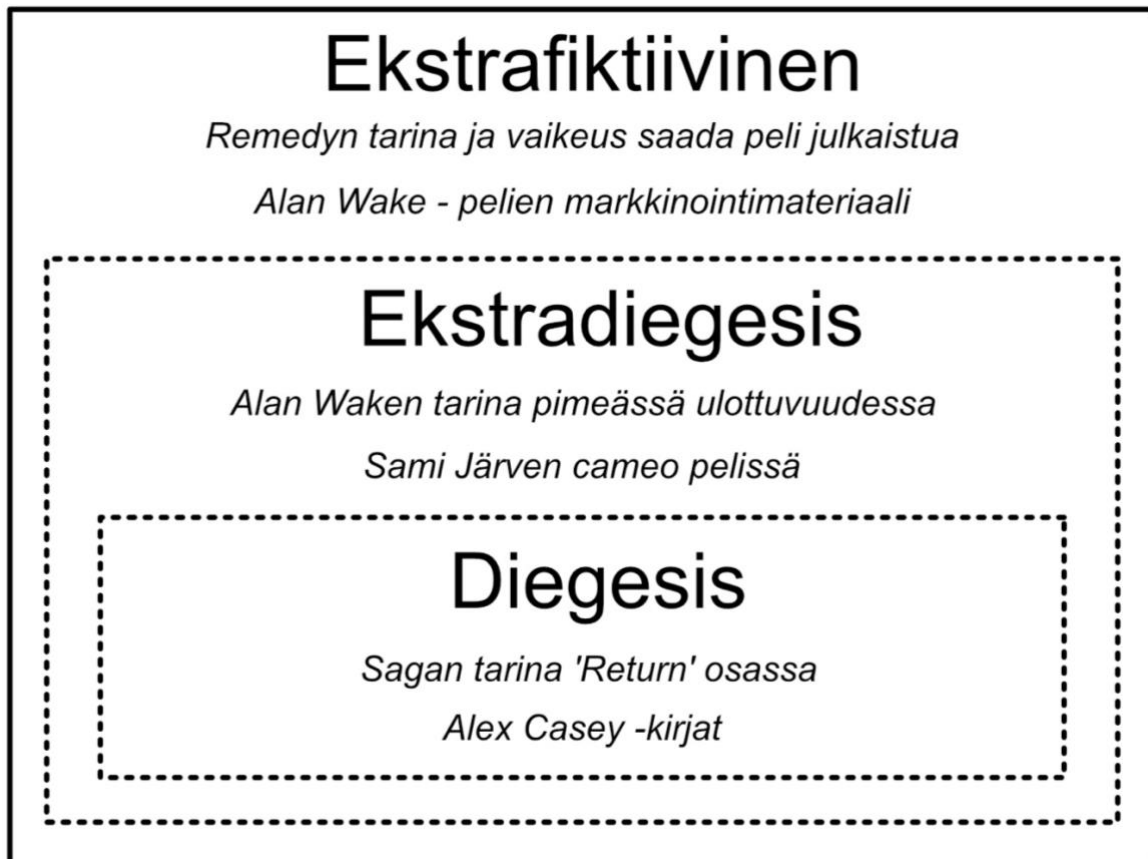 Ekstrafiktiivinen
Remedyn tarina ja vaikeus saada peli julkaistua
Alan Wake - pelien markkinointimateriaali
Ekstradiegesis
Alan Waken tarina pimeässä ulottuvuudessa
Sami Järven cameo pelissä
Diegesis
Sagan tarina 'Return' osassa
Alex Casey -kirjat